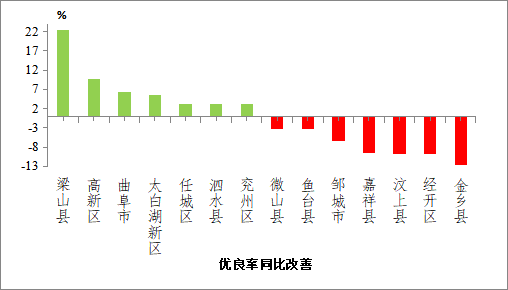 %
22
17
12
7
2
-3
-8
-13
梁山县
高新区
曲阜市
太白湖新区
任城区
泗水县
兖州区
微山县
鱼台县
邹城市
嘉祥县
汶上县
经开区
金乡县
优良率同比改善